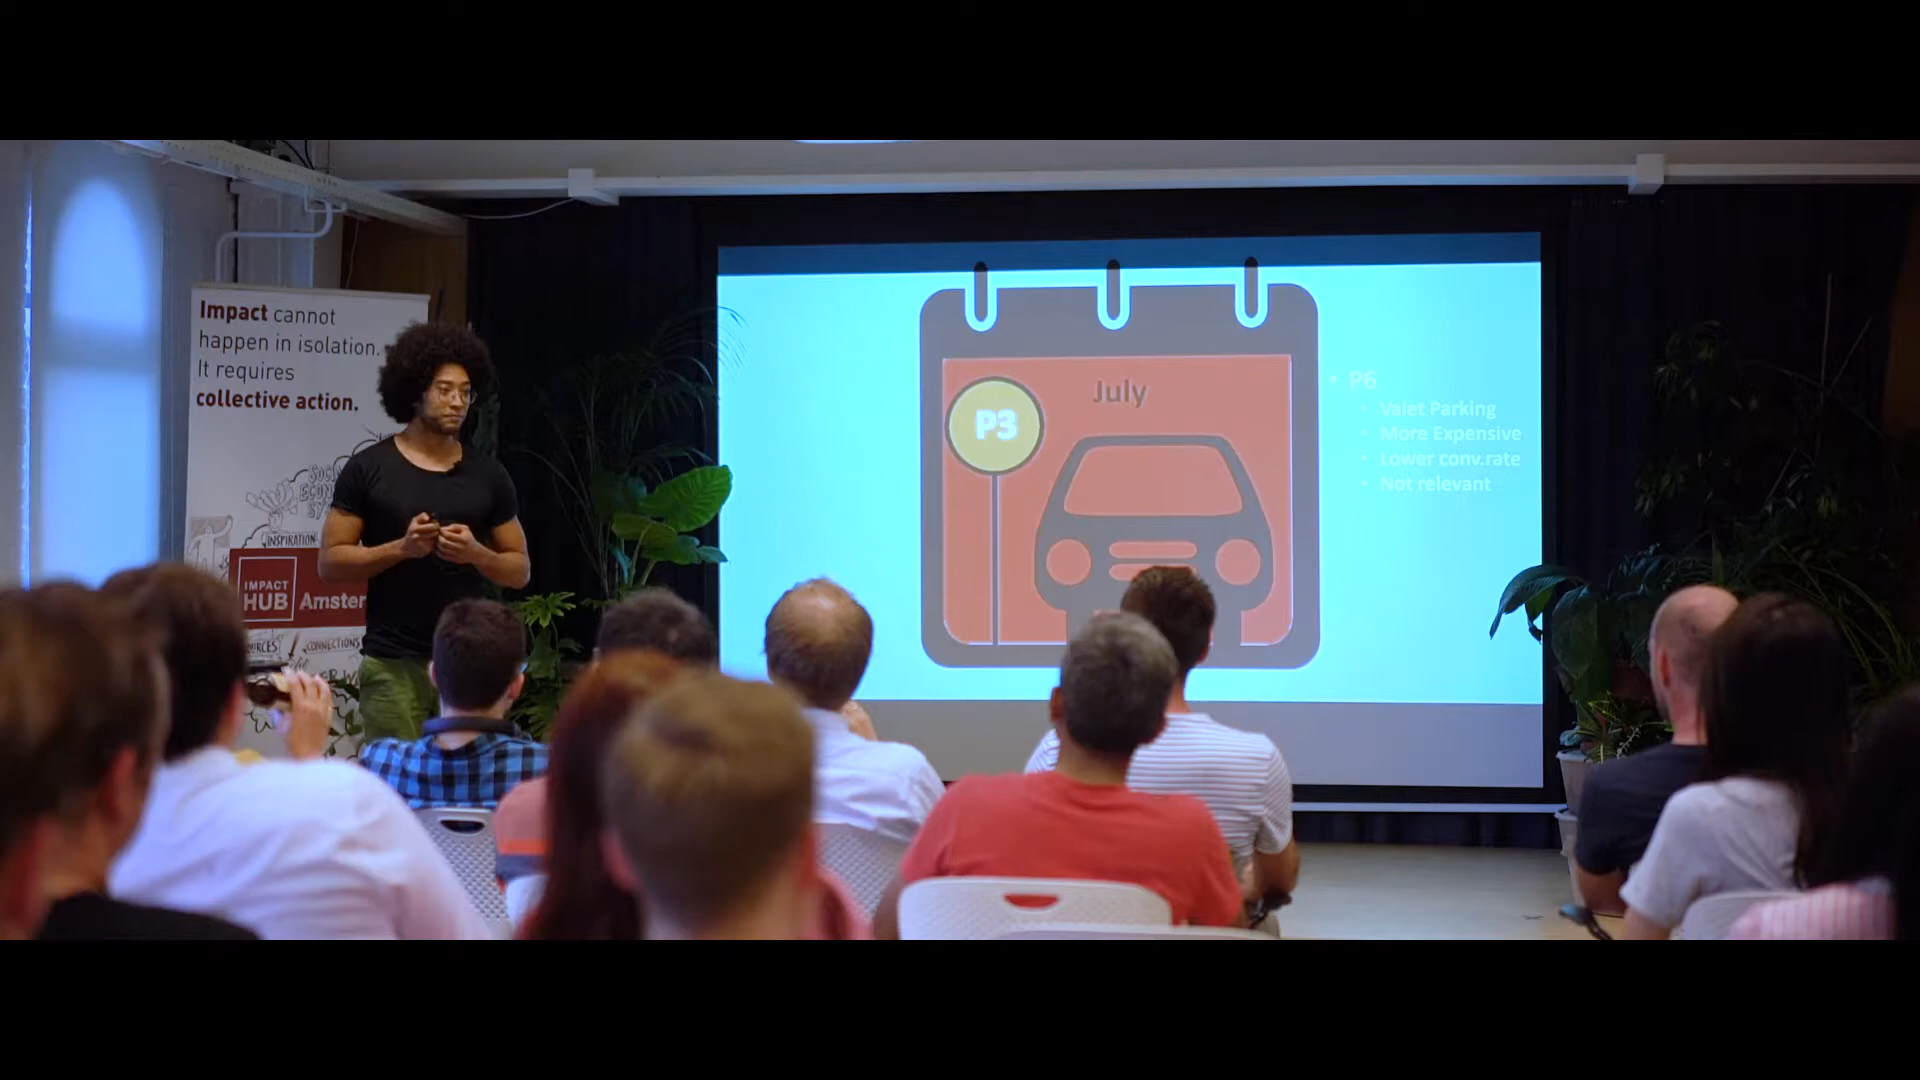 Impact cannot
happen in isolation.
It requires
collective action.
INSPIRATION
IMPACT
HUB
CONNECTIONS
July
P3
• P6
• Valet Parking
• More Expensive
• Lower conv.rate
• Not relevant